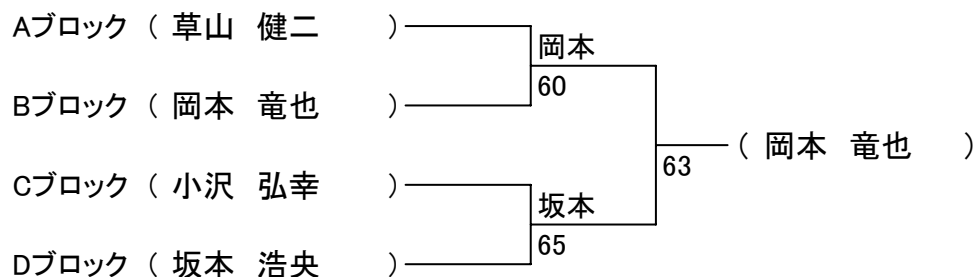 Aブロック （ 草山　健二　　）
岡本
60
Bブロック （ 岡本　竜也　　）
63
（ 岡本　竜也　　）
Cブロック （ 小沢　弘幸　　）
坂本
65
Dブロック （ 坂本　浩央　　）